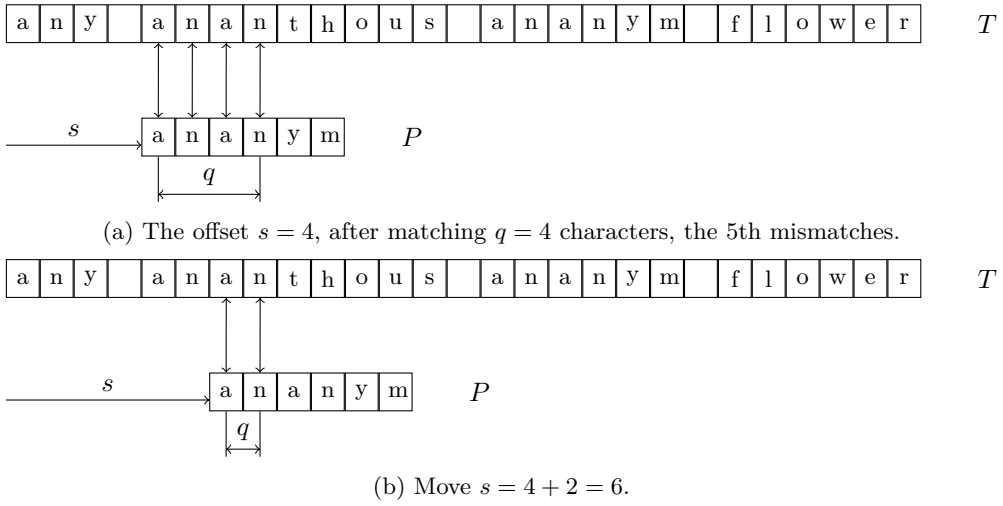 a n y a n a n t h o u s a n a n y m f l o w e r T
s a n a n y m P
q
(a) The offset s = 4, after matching q = 4 characters, the 5th mismatches.
a n y a n a n t h o u s a n a n y m f l o w e r T
s a n a n y m P
q
(b) Move s = 4 + 2 = 6.